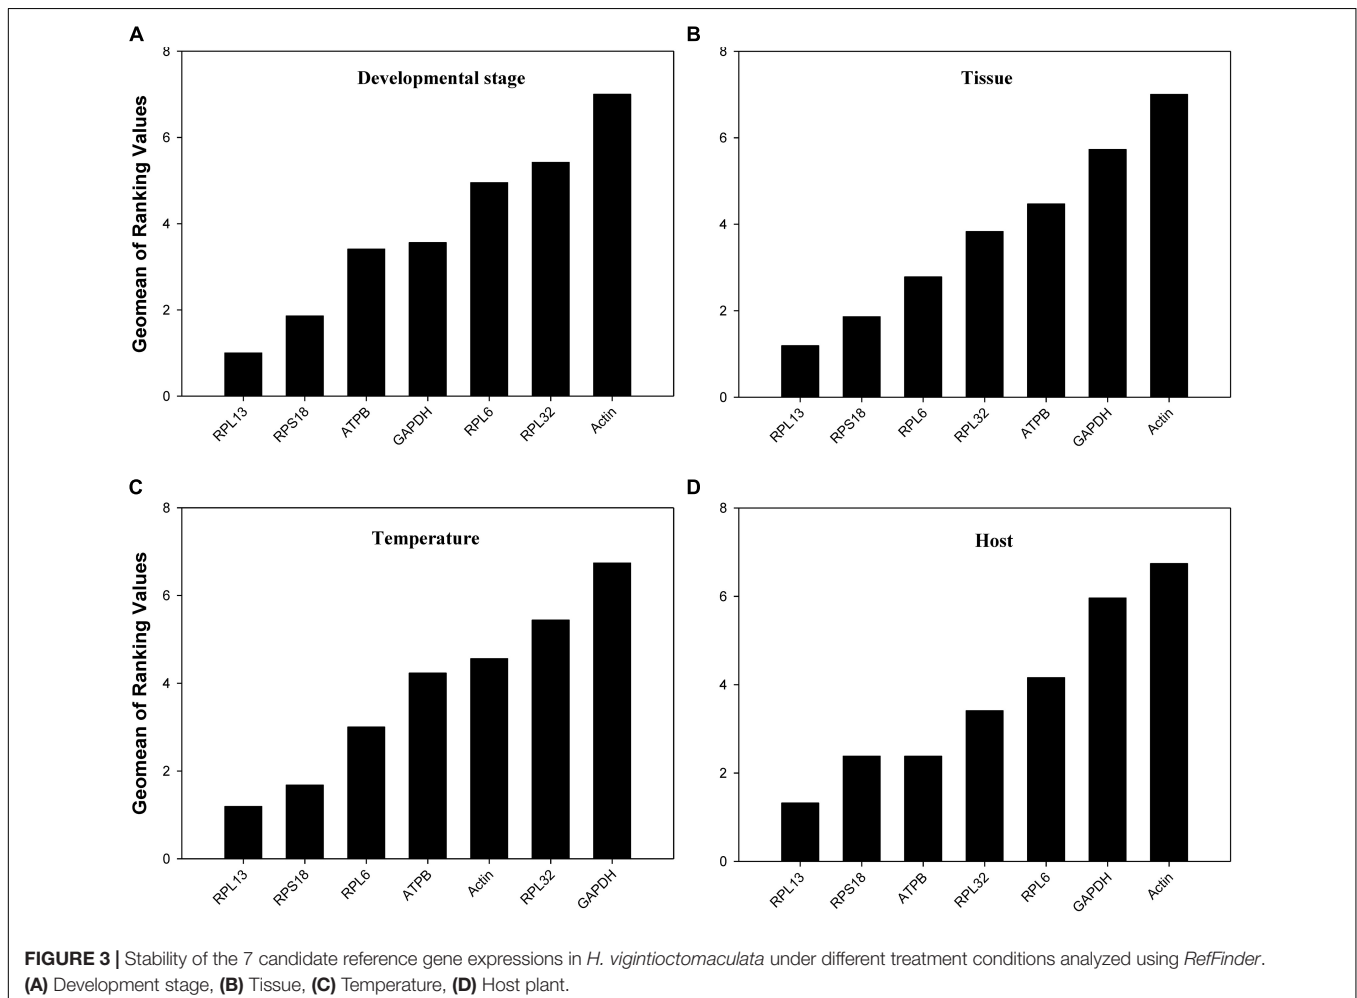 A
Developmental stage
Geomean of Ranking Values
8
6
4
2
0
RPL13 RPS18 ATPB GAPDH RPL6 RPL32 Actin
B
Tissue
8
6
4
2
0
RPL13 RPS18 RPL6 RPL32 ATPB GAPDH Actin
C
Temperature
Geomean of Ranking Values
8
6
4
2
0
RPL13 RPS18 RPL6 ATPB Actin RPL32 GAPDH
D
Host
8
6
4
2
0
RPL13 RPS18 ATPB RPL32 RPL6 GAPDH Actin
FIGURE 3 | Stability of the 7 candidate reference gene expressions in H. vigintioctomaculata under different treatment conditions analyzed using RefFinder.
(A) Development stage, (B) Tissue, (C) Temperature, (D) Host plant.